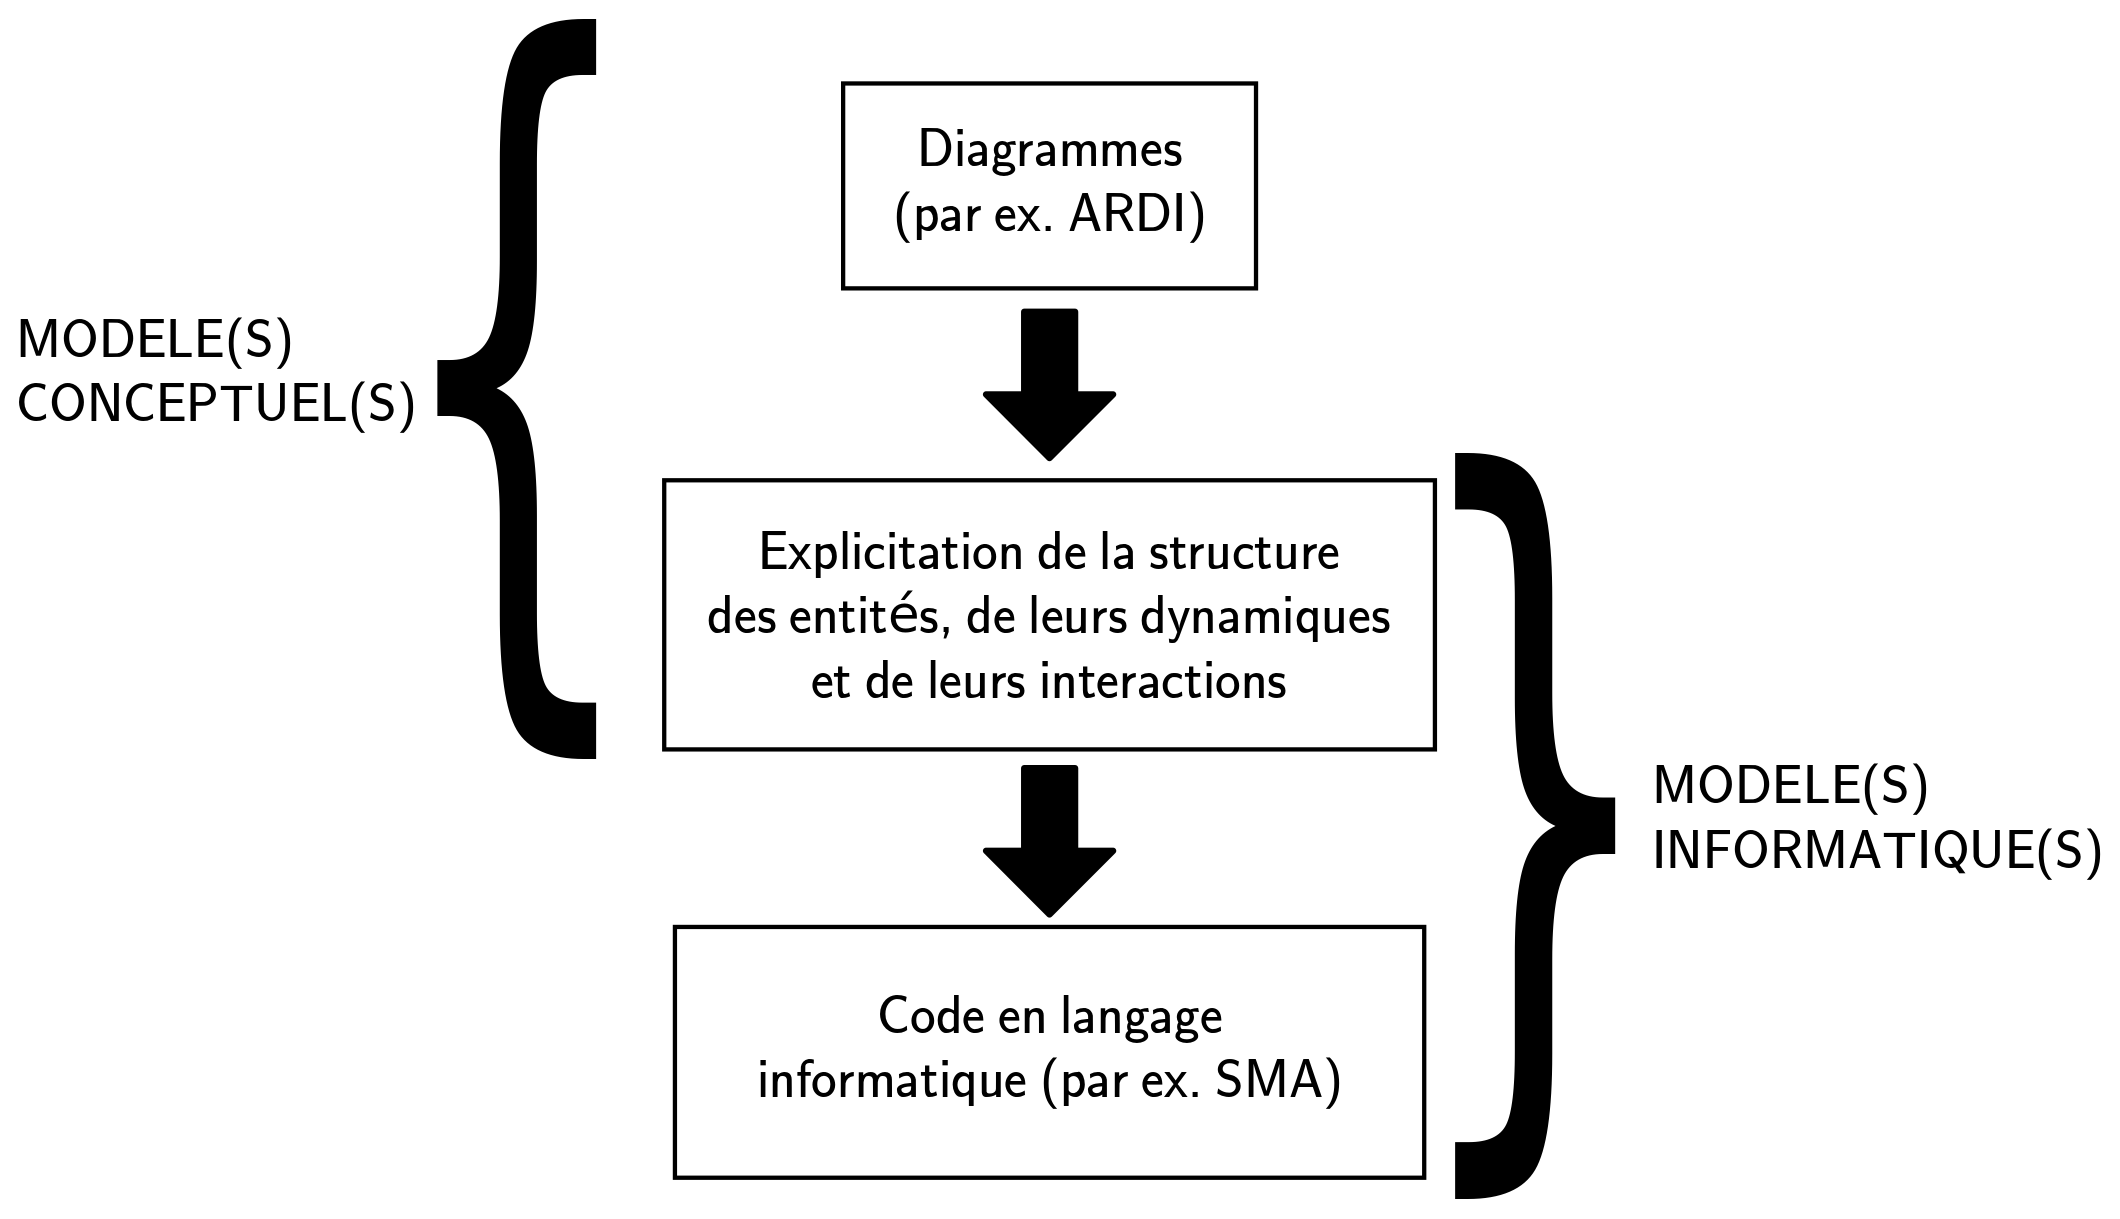 Diagrammes
(par ex. ARDI)
MODELE(S)
CONCEPTUEL(S)
Explicitation de la structure
des entités, de leurs dynamiques
et de leurs interactions
MODELE(S)
INFORMATIQUE(S)
Code en langage
informatique (par ex. SMA)